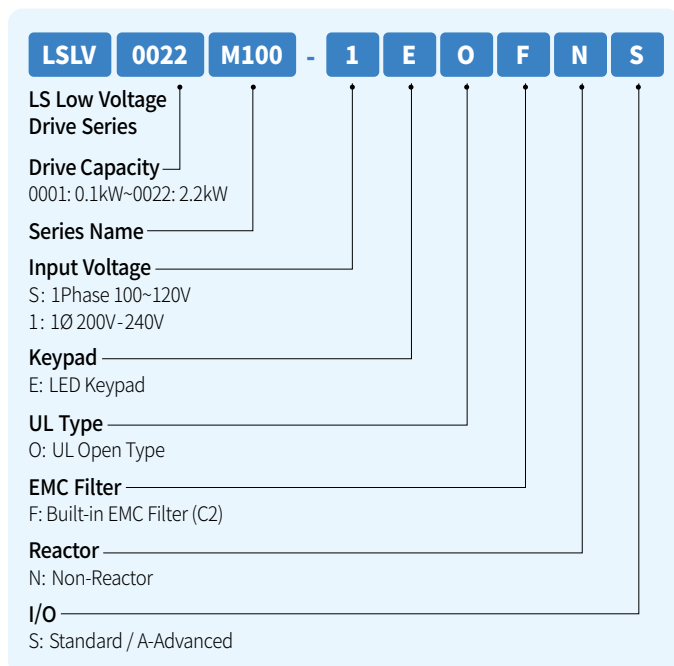 LSLV 0022 M100 - 1 E O F N S
LS Low Voltage
Drive Series
Drive Capacity
0001: 0.1kW~0022: 2.2kW
Series Name
Input Voltage
S: 1Phase 100~120V
1: 1Ø 200V-240V
Keypad
E: LED Keypad
UL Type
O: UL Open Type
EMC Filter
F: Built-in EMC Filter (C2)
Reactor
N: Non-Reactor
I/O
S: Standard / A-Advanced